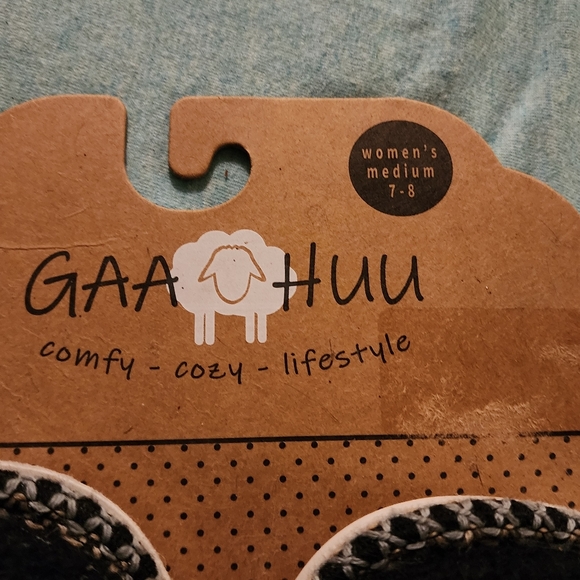 women's
medium
7-8
GAA HUU
comfy - cozy - lifestyle